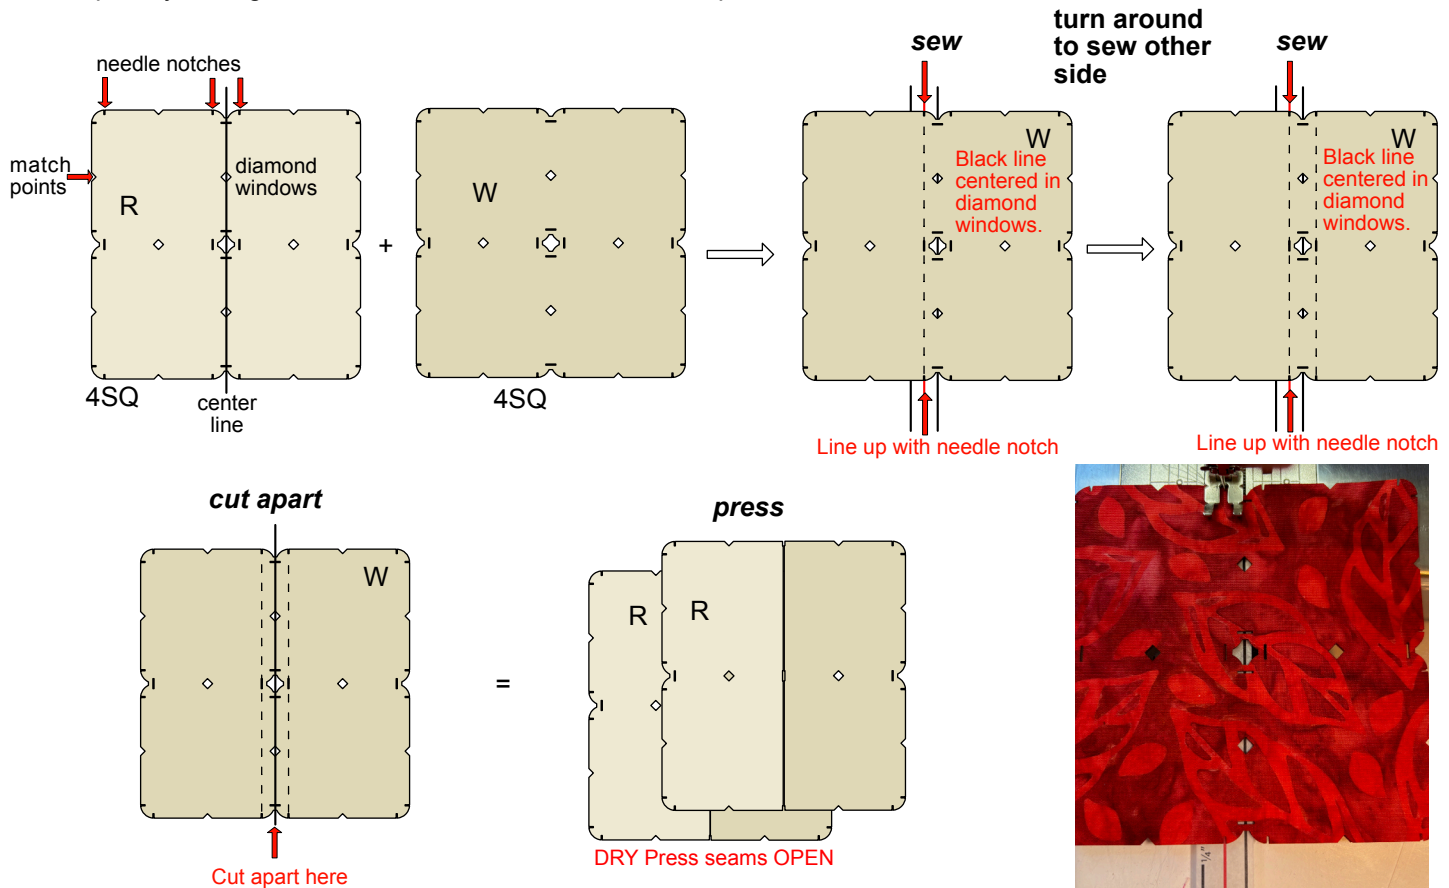 turn around
to sew other
side
sew
sew
needle notches
match
points
diamond
windows
R
W
+
W
Black line
centered in
diamond
windows.
W
Black line
centered in
diamond
windows.
4SQ
center
line
4SQ
Line up with needle notch
Line up with needle notch
cut apart
press
W
R
R
=
DRY Press seams OPEN
Cut apart here
1/4"